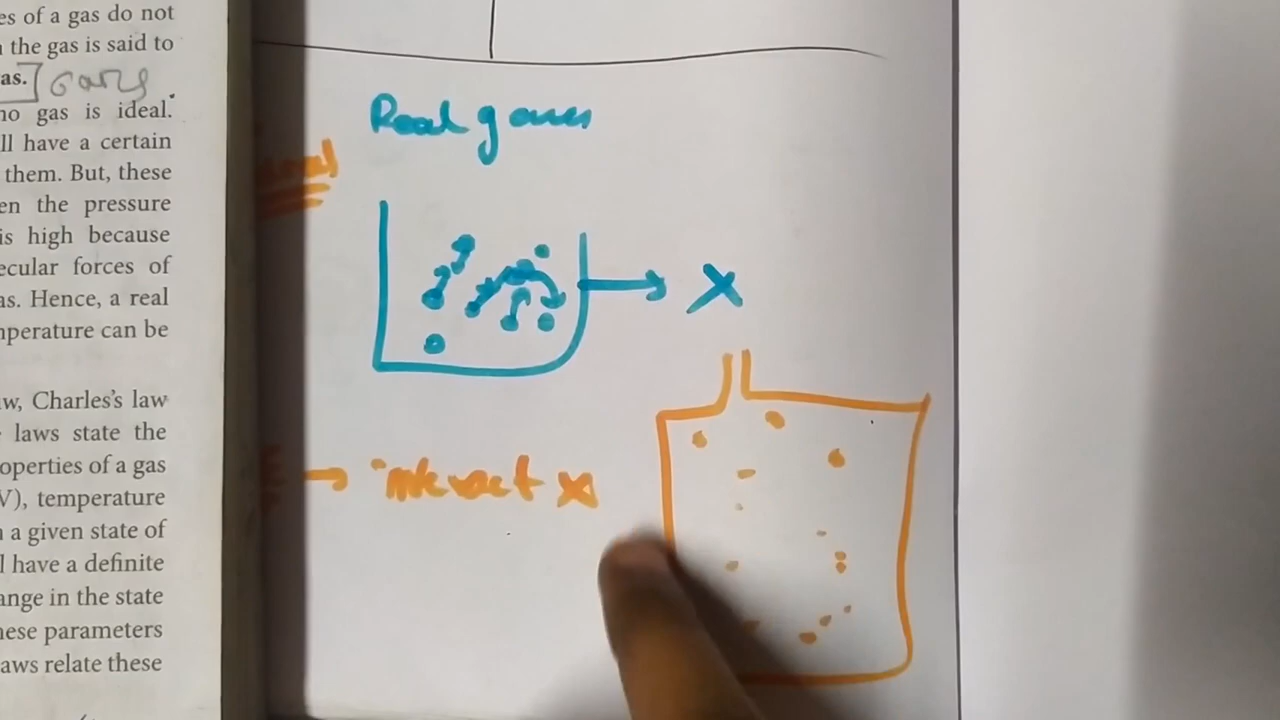 es of a gas do not
the gas is said to
as.
no gas is ideal.
ll have a certain
them. But, these
en the pressure
is high because
ecular forces of
as. Hence, a real
mperature can be
w, Charles's law
laws state the
operties of a gas
V), temperature
n a given state of
l have a definite
ange in the state
hese parameters
aws relate these
Real gases
X
→ interact X